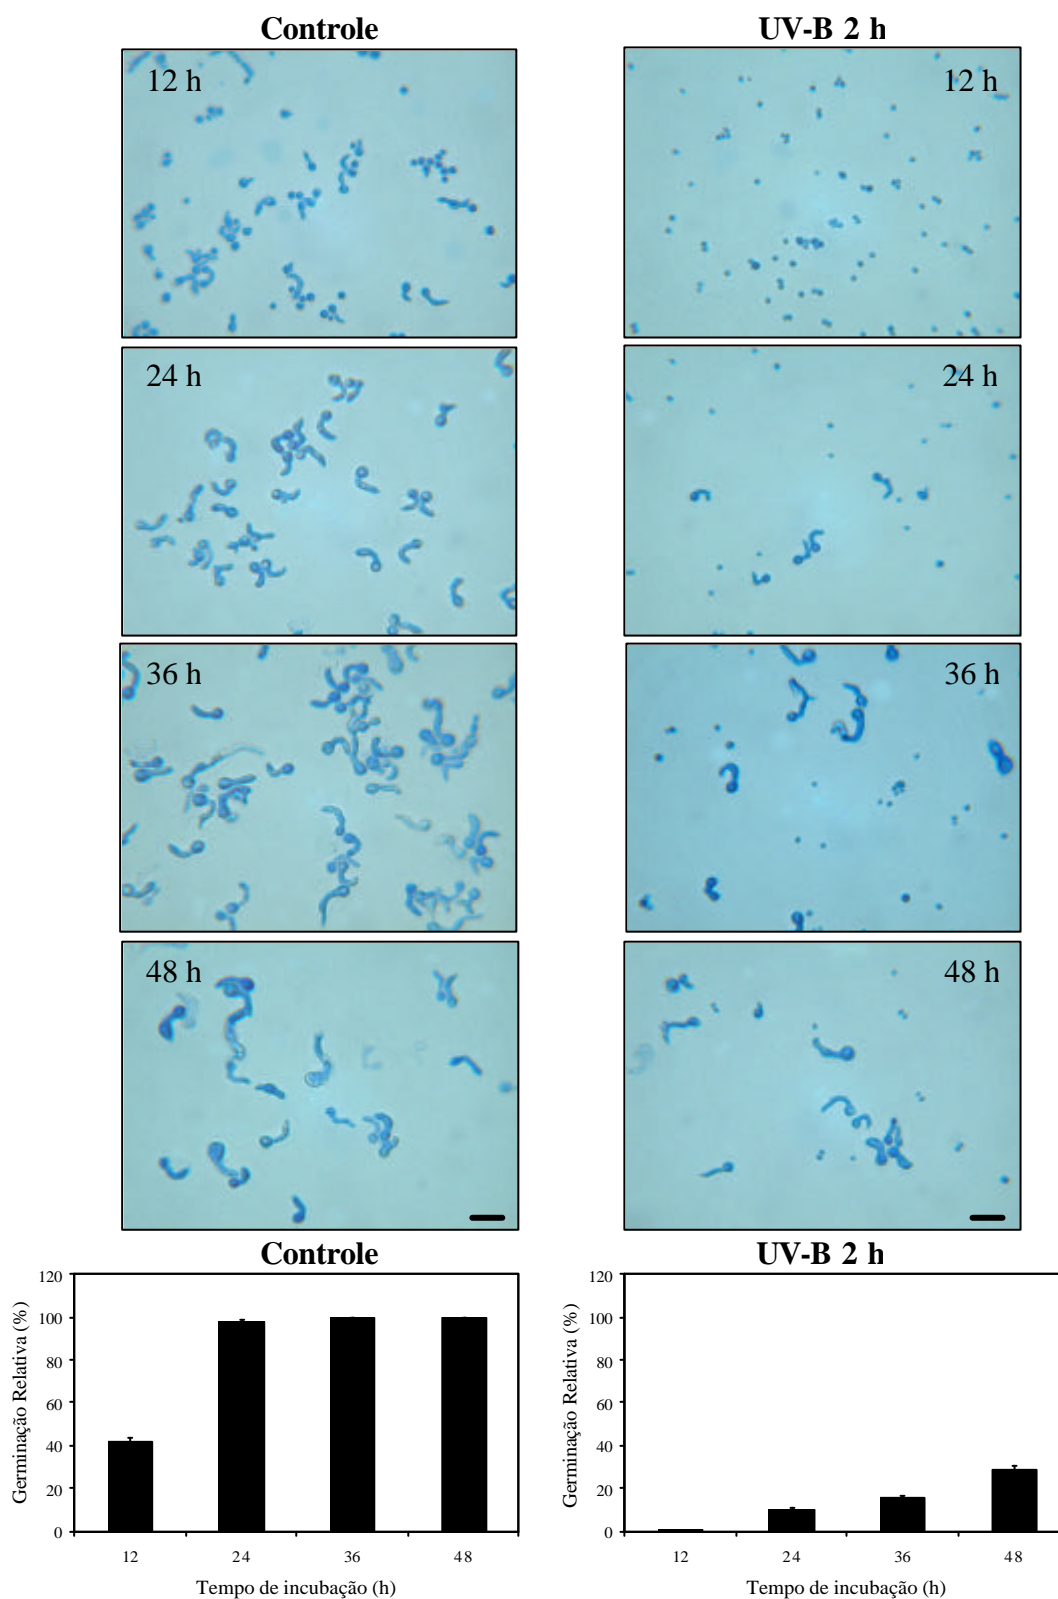 Controle UV-B 2 h
12 h 12 h
24 h 24 h
36 h 36 h
48 h 48 h
Controle UV-B 2 h
Germinação Relativa (%)
120
100
80
60
40
20
0
12 24 36 48
Tempo de incubação (h)
Germinação Relativa (%)
120
100
80
60
40
20
0
12 24 36 48
Tempo de incubação (h)